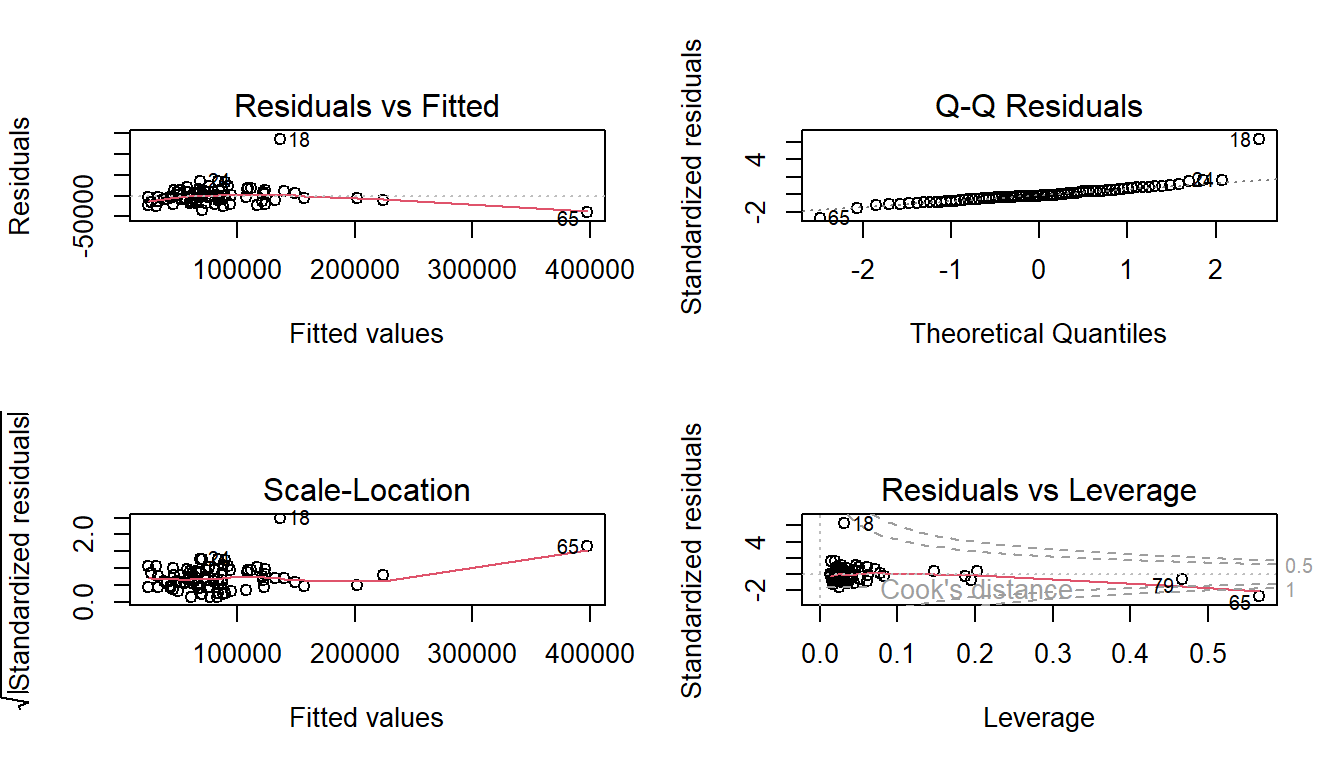 Residuals vs Fitted
Residuals
-50000
18
65
100000 200000 300000 400000
Fitted values
Q-Q Residuals
Standardized residuals
-2 4
18
24
65
-2 -1 0 1 2
Theoretical Quantiles
Scale-Location
√|Standardized residuals|
0.0 2.0
18
65
100000 200000 300000 400000
Fitted values
Residuals vs Leverage
Standardized residuals
-2 4
18
79
65
Cook's distance
0.5
1
0.0 0.1 0.2 0.3 0.4 0.5
Leverage